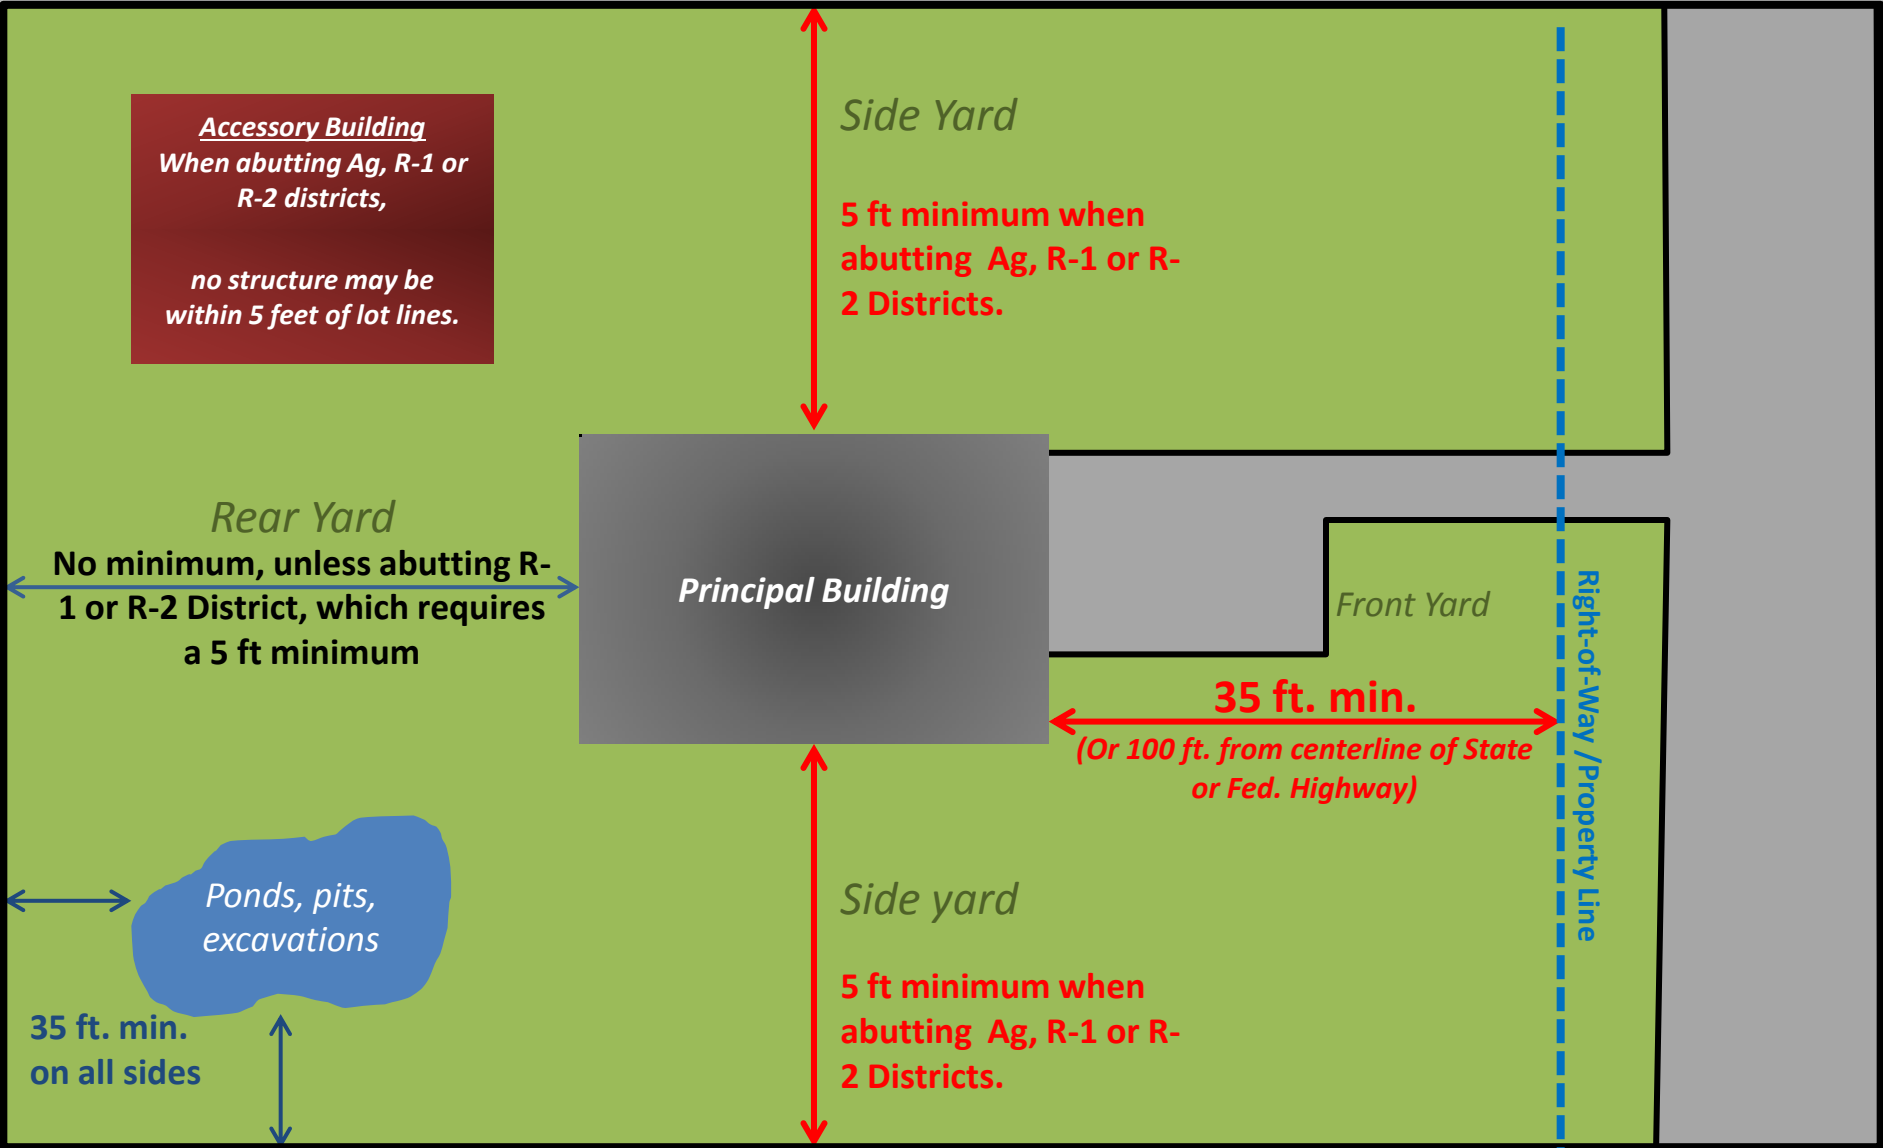 Accessory Building
When abutting Ag, R-1 or
R-2 districts,
no structure may be
within 5 feet of lot lines.
Side Yard
5 ft minimum when
abutting  Ag, R-1 or R-
2 Districts.
Rear Yard
No minimum, unless abutting R-
1 or R-2 District, which requires
a 5 ft minimum
Principal Building
Front Yard
35 ft. min.
(Or 100 ft. from centerline of State
or Fed. Highway)
Right-of-Way /Property Line
Ponds, pits,
excavations
35 ft. min.
on all sides
Side yard
5 ft minimum when
abutting  Ag, R-1 or R-
2 Districts.